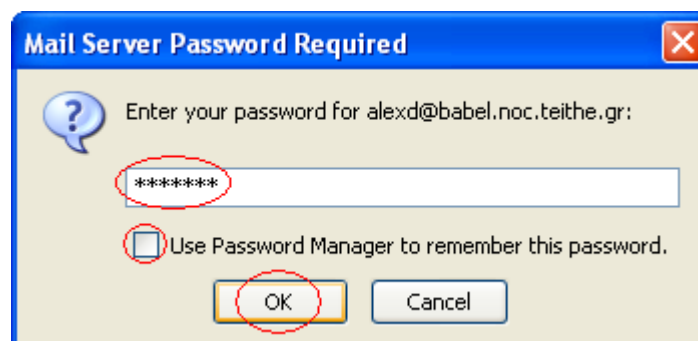 Mail Server Password Required
Enter your password for alexd@babel.noc.teithe.gr:
*******
Use Password Manager to remember this password.
OK Cancel